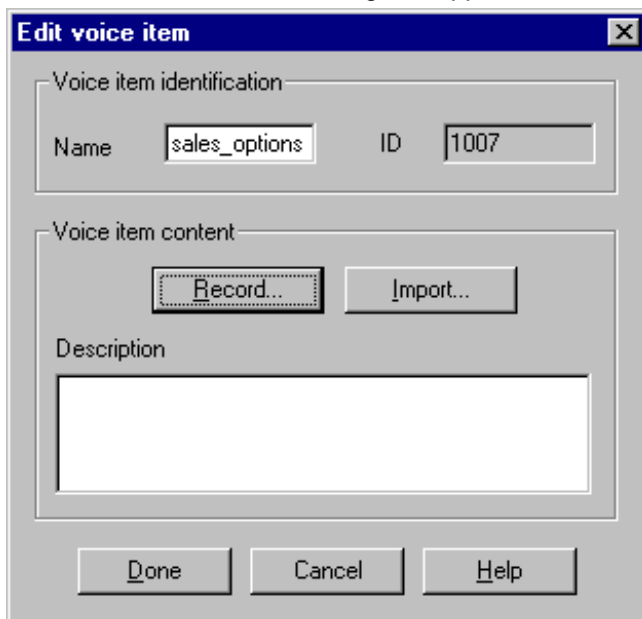 Edit voice item
Voice item identification
Name sales_options ID 1007
Voice item content
Record... Import...
Description
Done Cancel Help